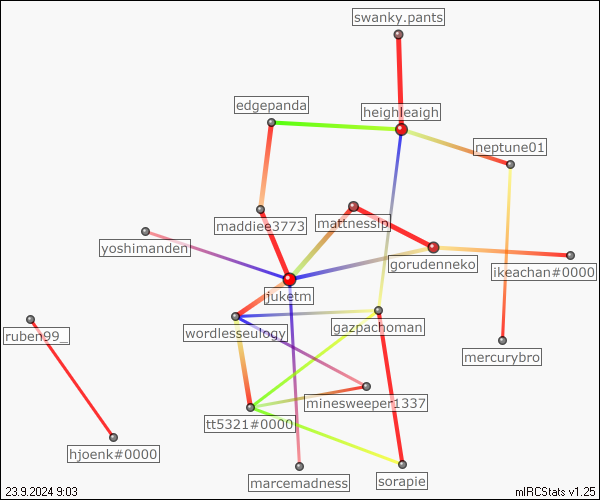 swanky.pants
edgepanda
heighleaigh
neptune01
maddiee3773
mattnesslp
yoshimanden
gorudenneko
ikeachan#0000
juketm
wordlesseulogy
gazpachoman
ruben99_
mercurybro
minesweeper1337
tt5321#0000
hjoenk#0000
marcemadness
sorapie
23.9.2024 9:03
mIRCStats v1.25